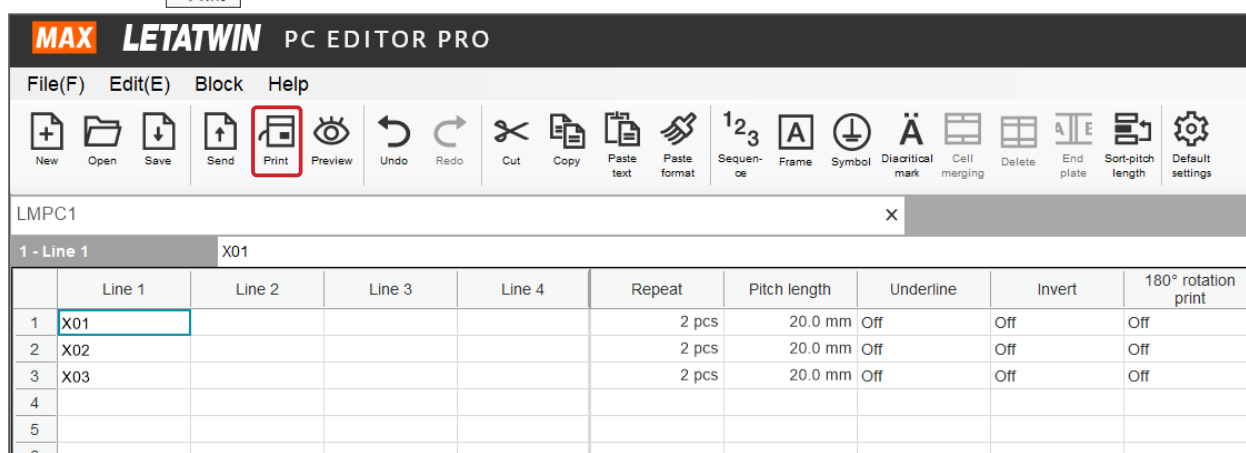 MAX LETATWIN PC EDITOR PRO
File(F) Edit(E) Block Help
New Open Save Send Print Preview Undo Redo Cut Copy Paste text Paste format Sequen-ce Frame Symbol Diacritical mark Cell merging Delete End plate Sort-pitch length Default settings
LMPC1 ×
1 - Line 1 X01
Line 1 Line 2 Line 3 Line 4 Repeat Pitch length Underline Invert 180° rotation print
1 X01 2 pcs 20.0 mm Off Off Off
2 X02 2 pcs 20.0 mm Off Off Off
3 X03 2 pcs 20.0 mm Off Off Off
4
5